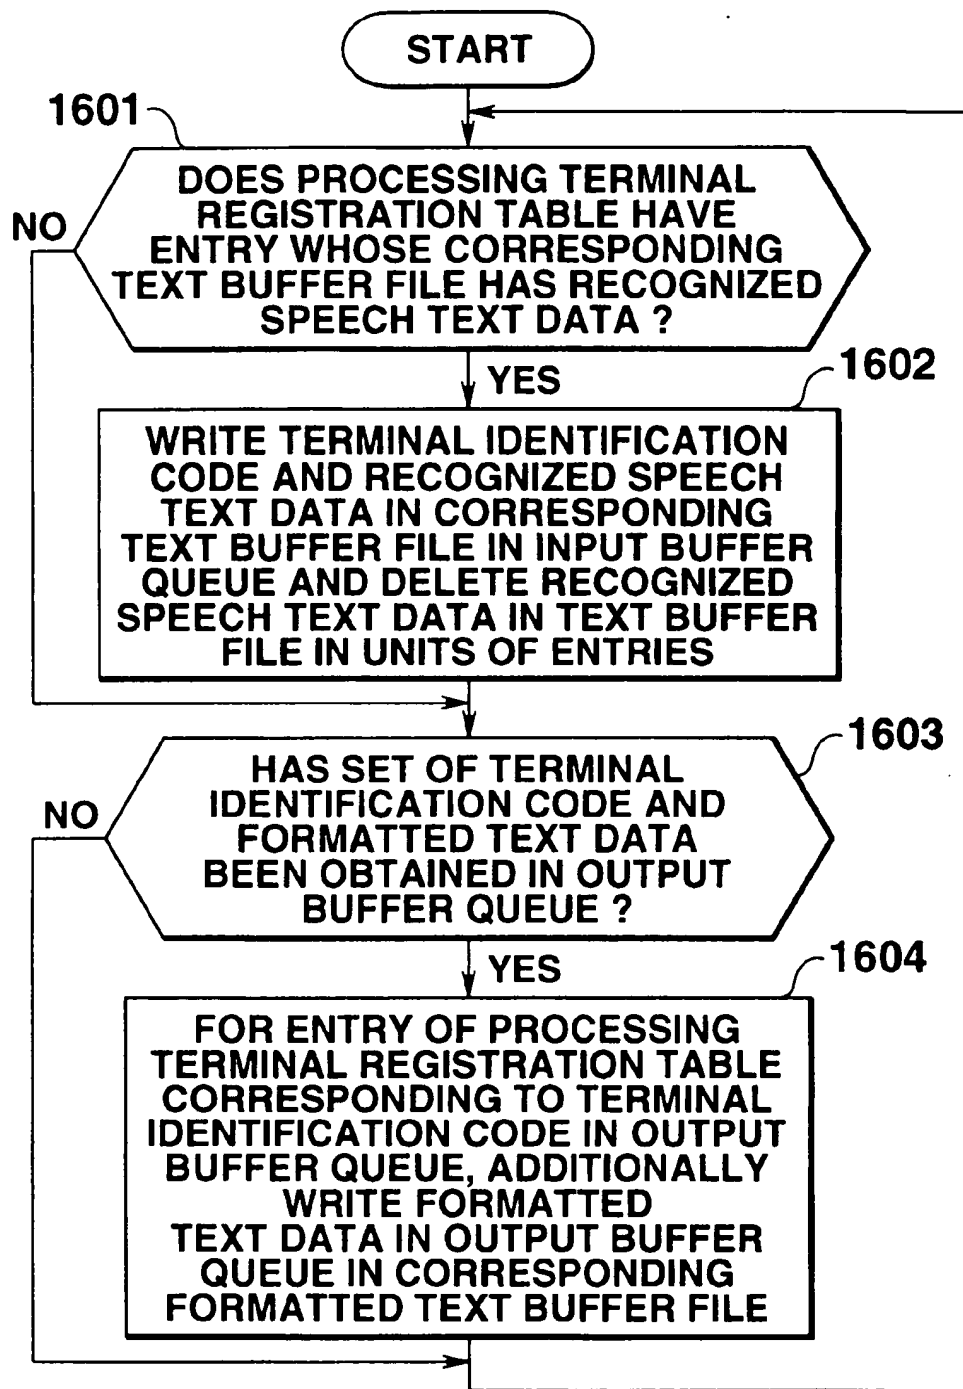 START
1601
DOES PROCESSING TERMINAL
REGISTRATION TABLE HAVE
ENTRY WHOSE CORRESPONDING
TEXT BUFFER FILE HAS RECOGNIZED
SPEECH TEXT DATA ?
NO
YES
1602
WRITE TERMINAL IDENTIFICATION
CODE AND RECOGNIZED SPEECH
TEXT DATA IN CORRESPONDING
TEXT BUFFER FILE IN INPUT BUFFER
QUEUE AND DELETE RECOGNIZED
SPEECH TEXT DATA IN TEXT BUFFER
FILE IN UNITS OF ENTRIES
1603
HAS SET OF TERMINAL
IDENTIFICATION CODE AND
FORMATTED TEXT DATA
BEEN OBTAINED IN OUTPUT
BUFFER QUEUE ?
NO
YES
1604
FOR ENTRY OF PROCESSING
TERMINAL REGISTRATION TABLE
CORRESPONDING TO TERMINAL
IDENTIFICATION CODE IN OUTPUT
BUFFER QUEUE, ADDITIONALLY
WRITE FORMATTED
TEXT DATA IN OUTPUT BUFFER
QUEUE IN CORRESPONDING
FORMATTED TEXT BUFFER FILE